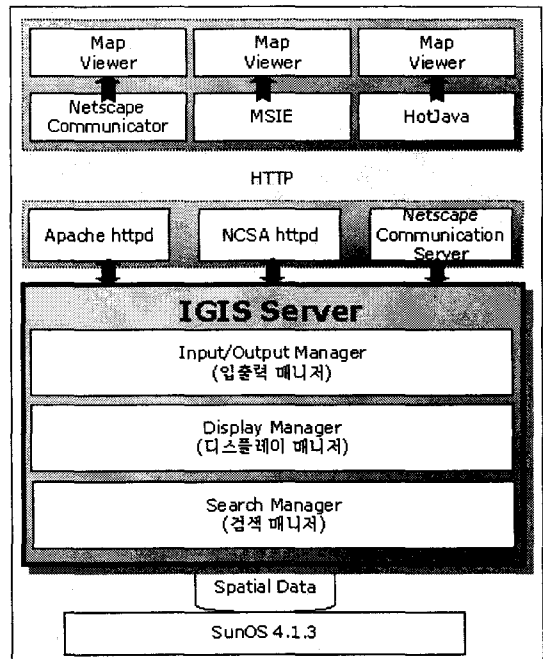 Map
Viewer
Map
Viewer
Map
Viewer
Netscape
Communicator
MSIE
HotJava
HTTP
Apache httpd
NCSA httpd
Netscape
Communication
Server
IGIS Server
Input/Output Manager
(입출력 매니저)
Display Manager
(디스플레이 매니저)
Search Manager
(검색 매니저)
Spatial Data
SunOS 4.1.3